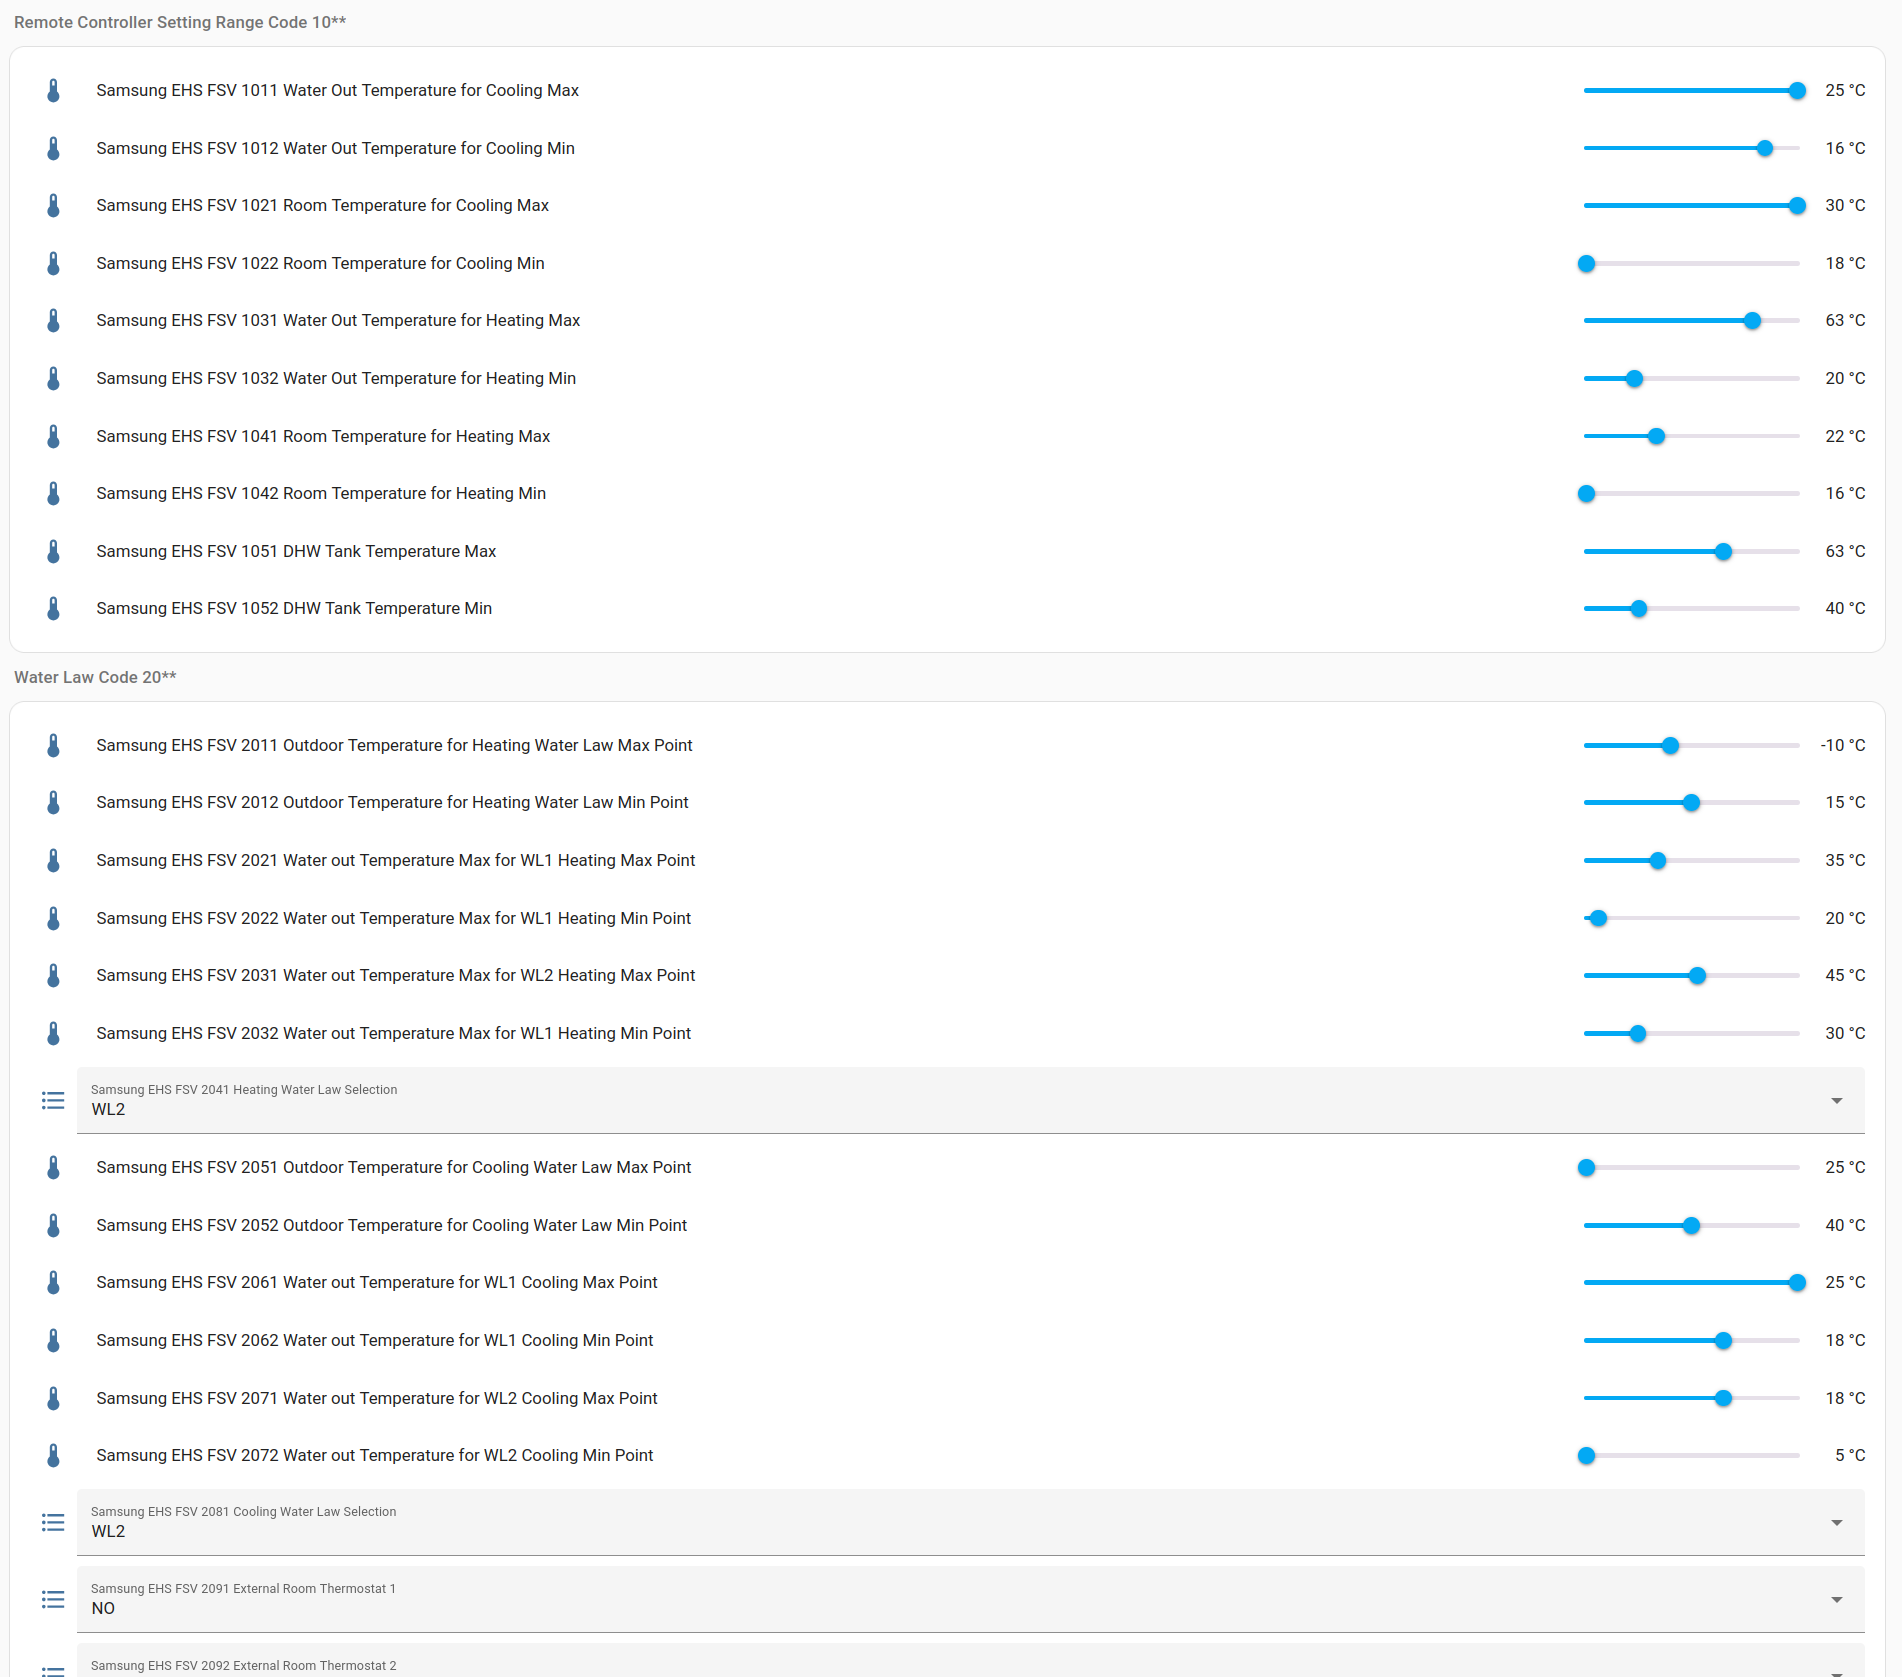 Remote Controller Setting Range Code 10**
Samsung EHS FSV 1011 Water Out Temperature for Cooling Max 25 °C
Samsung EHS FSV 1012 Water Out Temperature for Cooling Min 16 °C
Samsung EHS FSV 1021 Room Temperature for Cooling Max 30 °C
Samsung EHS FSV 1022 Room Temperature for Cooling Min 18 °C
Samsung EHS FSV 1031 Water Out Temperature for Heating Max 63 °C
Samsung EHS FSV 1032 Water Out Temperature for Heating Min 20 °C
Samsung EHS FSV 1041 Room Temperature for Heating Max 22 °C
Samsung EHS FSV 1042 Room Temperature for Heating Min 16 °C
Samsung EHS FSV 1051 DHW Tank Temperature Max 63 °C
Samsung EHS FSV 1052 DHW Tank Temperature Min 40 °C
Water Law Code 20**
Samsung EHS FSV 2011 Outdoor Temperature for Heating Water Law Max Point -10 °C
Samsung EHS FSV 2012 Outdoor Temperature for Heating Water Law Min Point 15 °C
Samsung EHS FSV 2021 Water out Temperature Max for WL1 Heating Max Point 35 °C
Samsung EHS FSV 2022 Water out Temperature Max for WL1 Heating Min Point 20 °C
Samsung EHS FSV 2031 Water out Temperature Max for WL2 Heating Max Point 45 °C
Samsung EHS FSV 2032 Water out Temperature Max for WL1 Heating Min Point 30 °C
Samsung EHS FSV 2041 Heating Water Law Selection
WL2
Samsung EHS FSV 2051 Outdoor Temperature for Cooling Water Law Max Point 25 °C
Samsung EHS FSV 2052 Outdoor Temperature for Cooling Water Law Min Point 40 °C
Samsung EHS FSV 2061 Water out Temperature for WL1 Cooling Max Point 25 °C
Samsung EHS FSV 2062 Water out Temperature for WL1 Cooling Min Point 18 °C
Samsung EHS FSV 2071 Water out Temperature for WL2 Cooling Max Point 18 °C
Samsung EHS FSV 2072 Water out Temperature for WL2 Cooling Min Point 5 °C
Samsung EHS FSV 2081 Cooling Water Law Selection
WL2
Samsung EHS FSV 2091 External Room Thermostat 1
NO
Samsung EHS FSV 2092 External Room Thermostat 2